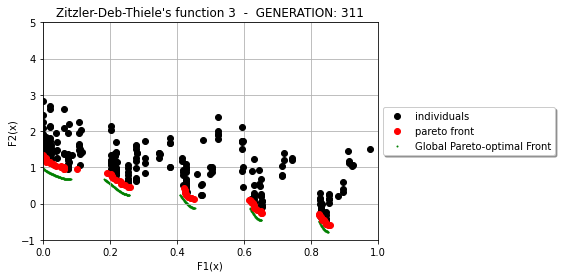 Zitzler-Deb-Thiele's function 3 - GENERATION: 311
5
4
3
2
1
0
−1
F2(x)
0.0 0.2 0.4 0.6 0.8 1.0
F1(x)
individuals
pareto front
Global Pareto-optimal Front